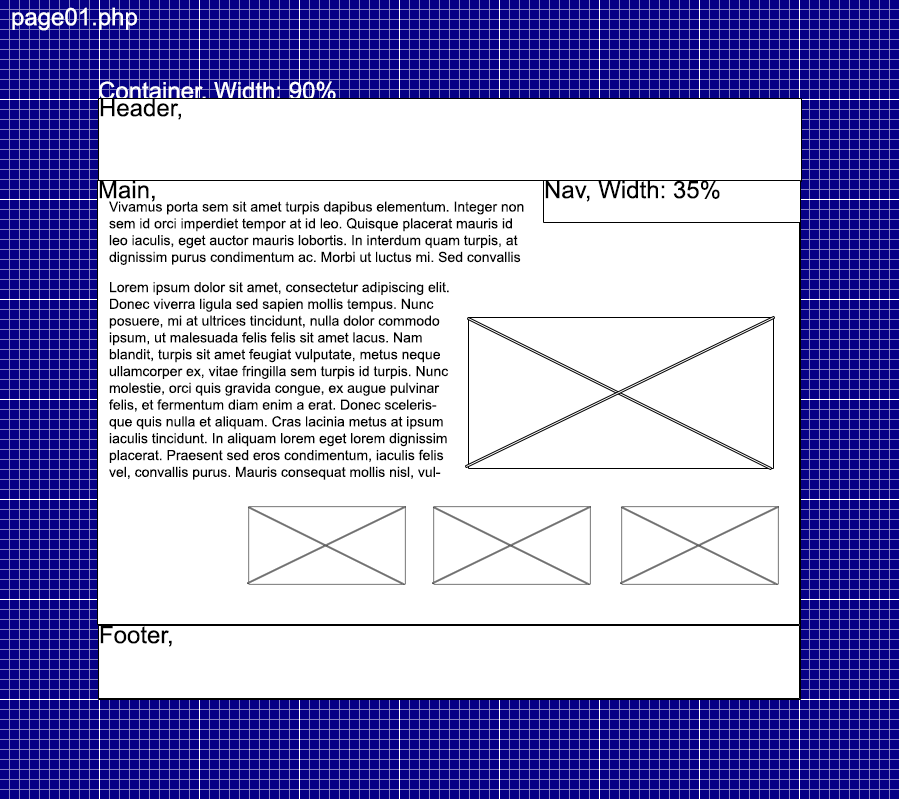 page01.php
Container, Width: 90%
Header,
Main,
Nav, Width: 35%
Vivamus porta sem sit amet turpis dapibus elementum. Integer non
sem id orci imperdiet tempor at id leo. Quisque placerat mauris id
leo iaculis, eget auctor mauris lobortis. In interdum quam turpis, at
dignissim purus condimentum ac. Morbi ut luctus mi. Sed convallis
Lorem ipsum dolor sit amet, consectetur adipiscing elit.
Donec viverra ligula sed sapien mollis tempus. Nunc
posuere, mi at ultrices tincidunt, nulla dolor commodo
ipsum, ut malesuada felis felis sit amet lacus. Nam
blandit, turpis sit amet feugiat vulputate, metus neque
ullamcorper ex, vitae fringilla sem turpis id turpis. Nunc
molestie, orci quis gravida congue, ex augue pulvinar
felis, et fermentum diam enim a erat. Donec sceleris-
que quis nulla et aliquam. Cras lacinia metus at ipsum
iaculis tincidunt. In aliquam lorem eget lorem dignissim
placerat. Praesent sed eros condimentum, iaculis felis
vel, convallis purus. Mauris consequat mollis nisl, vul-
Footer,